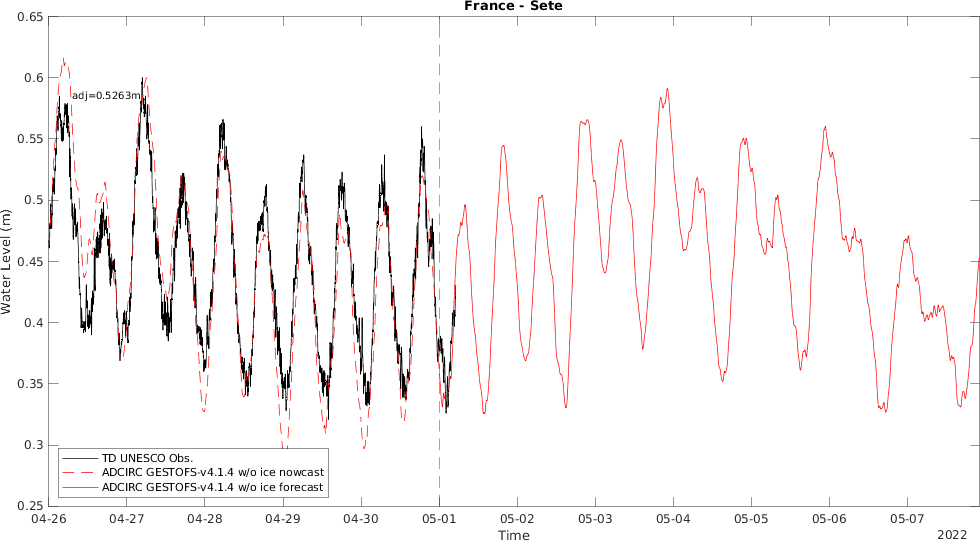 France - Sete
Water Level (m)
0.65
0.6
0.55
0.5
0.45
0.4
0.35
0.3
0.25
adj=0.5263m
TD UNESCO Obs.
ADCIRC GESTOFS-v4.1.4 w/o ice nowcast
ADCIRC GESTOFS-v4.1.4 w/o ice forecast
04-26 04-27 04-28 04-29 04-30 05-01 05-02 05-03 05-04 05-05 05-06 05-07
Time
2022